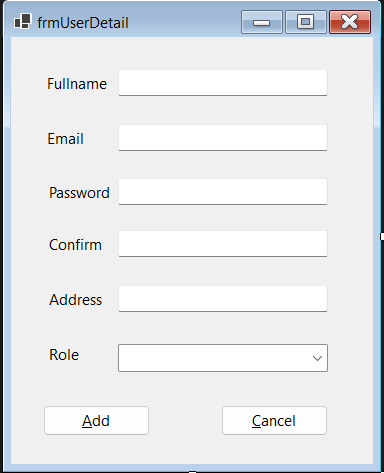 frmUserDetail
Fullname
Email
Password
Confirm
Address
Role
Add Cancel